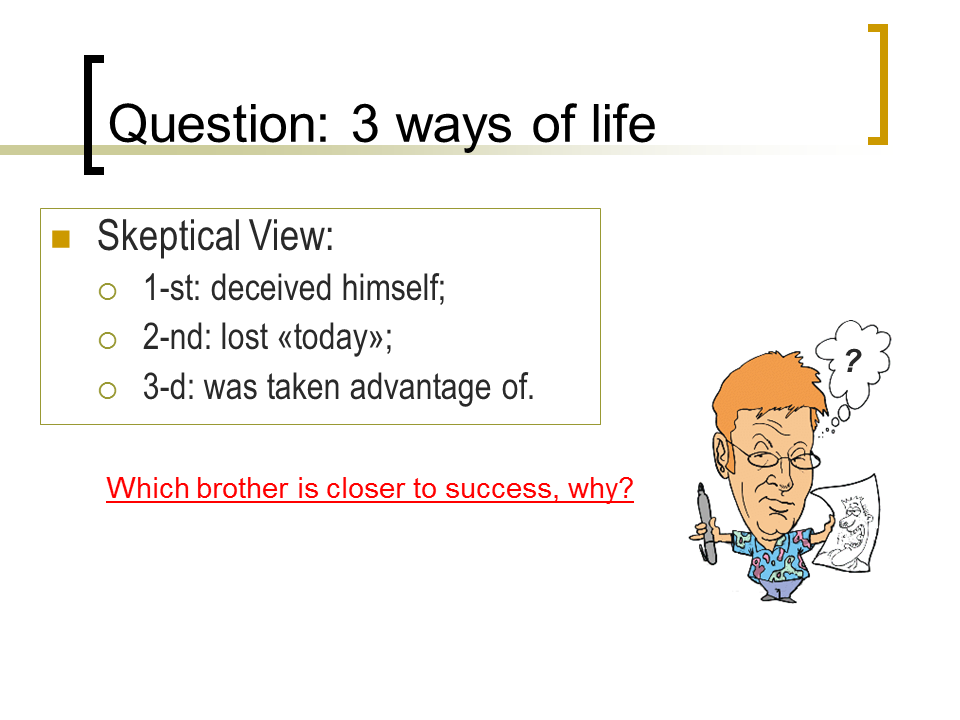 Question: 3 ways of life
Skeptical View:
1-st: deceived himself;
2-nd: lost «today»;
3-d: was taken advantage of.
?
Which brother is closer to success, why?